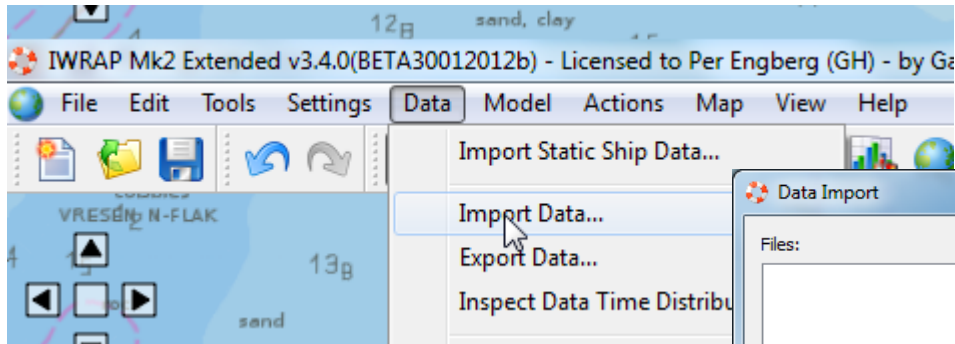 12B
sand, clay
IWRAP Mk2 Extended v3.4.0(BETA30012012b) - Licensed to Per Engberg (GH) - by Ga
File Edit Tools Settings Data Model Actions Map View Help
Import Static Ship Data...
Data Import
VRESEN N-FLAK
Import Data...
Files:
13B
Export Data...
Inspect Data Time Distribu
sand